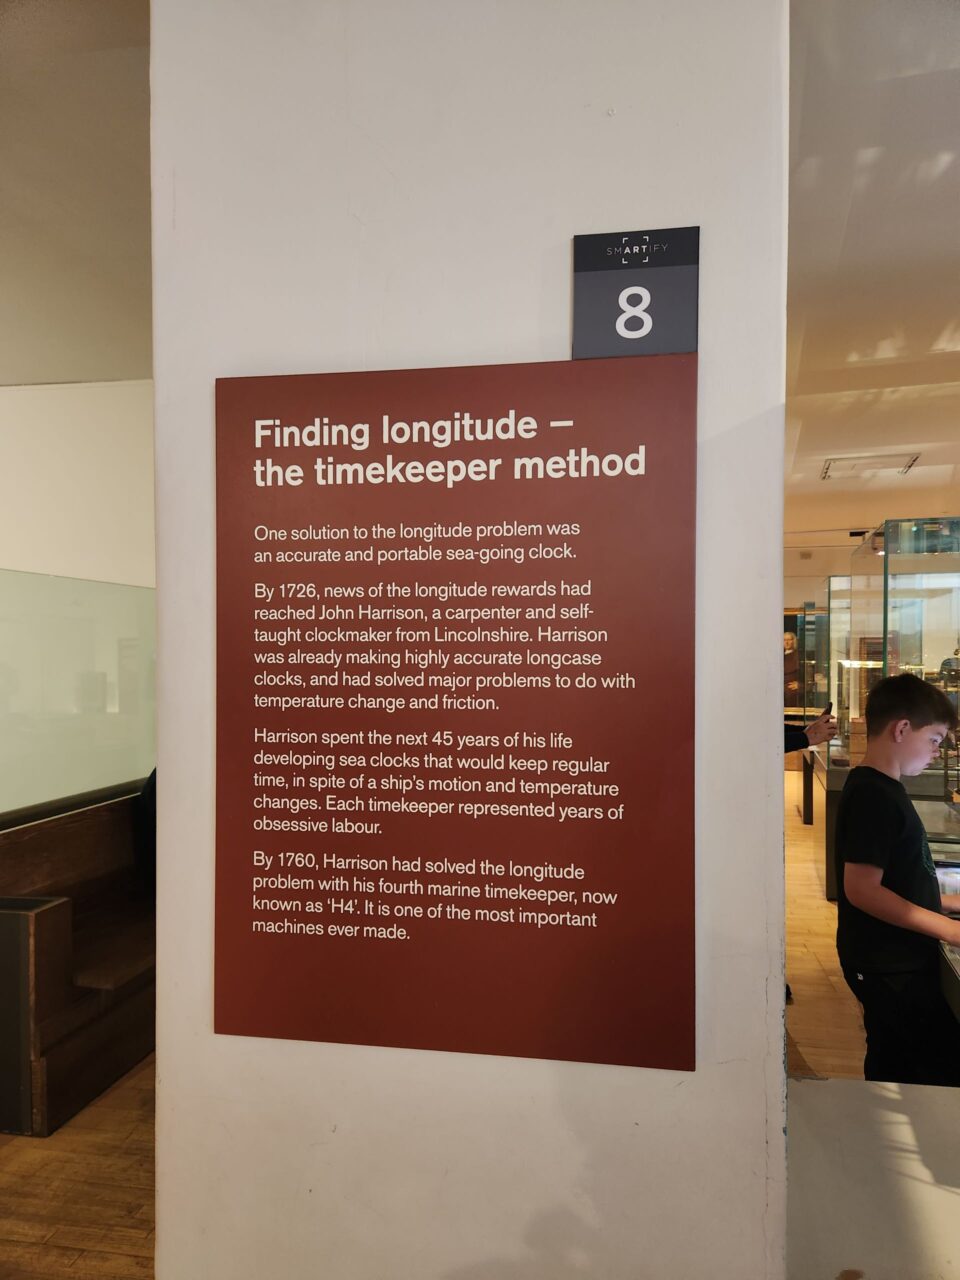 SMARTIFY
8
Finding longitude –
the timekeeper method
One solution to the longitude problem was
an accurate and portable sea-going clock.
By 1726, news of the longitude rewards had
reached John Harrison, a carpenter and self-
taught clockmaker from Lincolnshire. Harrison
was already making highly accurate longcase
clocks, and had solved major problems to do with
temperature change and friction.
Harrison spent the next 45 years of his life
developing sea clocks that would keep regular
time, in spite of a ship's motion and temperature
changes. Each timekeeper represented years of
obsessive labour.
By 1760, Harrison had solved the longitude
problem with his fourth marine timekeeper, now
known as ‘H4’. It is one of the most important
machines ever made.